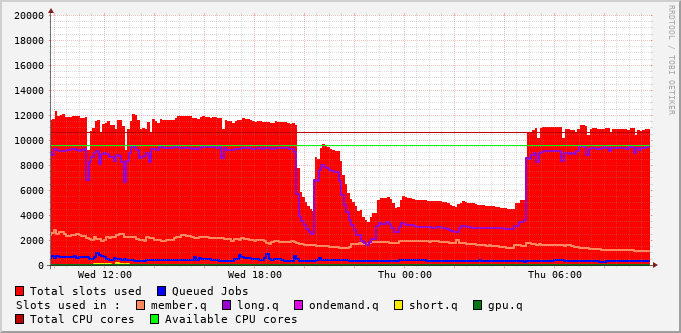 20000
18000
16000
14000
12000
10000
8000
6000
4000
2000
0
Wed 12:00 Wed 18:00 Thu 00:00 Thu 06:00
RRDTOOL / TOBI OETIKER
Total slots used Queued Jobs
Slots used in : member.q long.q ondemand.q short.q gpu.q
Total CPU cores Available CPU cores